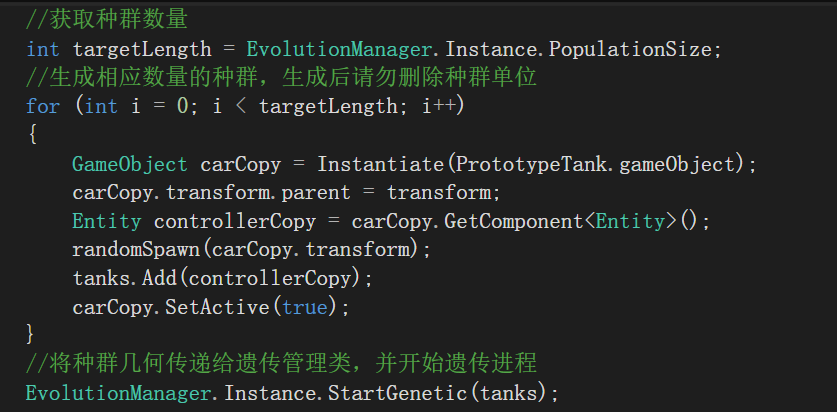 //获取种群数量
int targetLength = EvolutionManager.Instance.PopulationSize;
//生成相应数量的种群，生成后请勿删除种群单位
for (int i = 0; i < targetLength; i++)
{
    GameObject carCopy = Instantiate(PrototypeTank.gameObject);
    carCopy.transform.parent = transform;
    Entity controllerCopy = carCopy.GetComponent<Entity>();
    randomSpawn(carCopy.transform);
    tanks.Add(controllerCopy);
    carCopy.SetActive(true);
}
//将种群几何传递给遗传管理类，并开始遗传进程
EvolutionManager.Instance.StartGenetic(tanks);